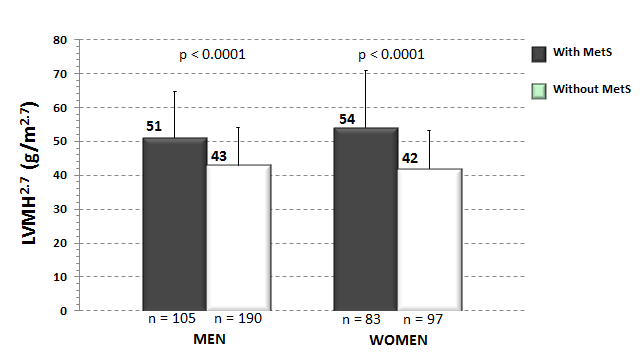 80
70
60
50
40
30
20
10
0
LVMH2.7 (g/m2.7)
p < 0.0001 p < 0.0001
51
43
54
42
n = 105 n = 190 n = 83 n = 97
MEN WOMEN
With MetS
Without MetS